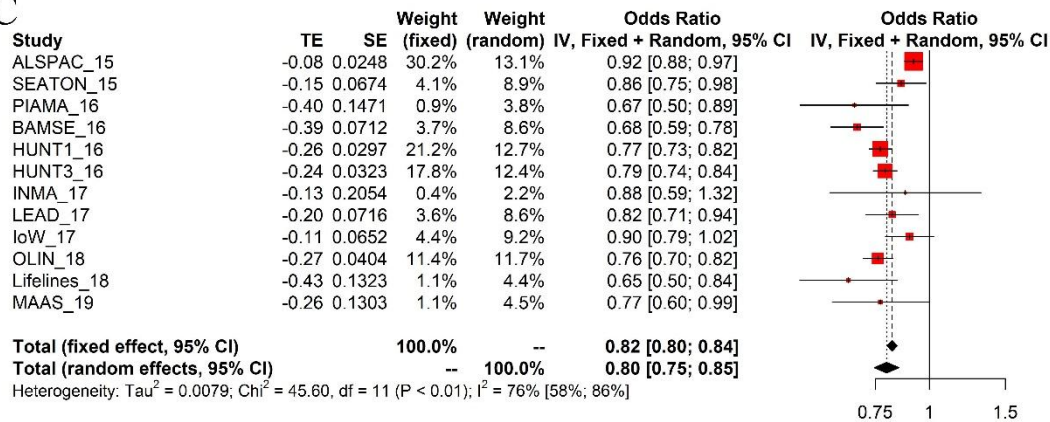 C
Weight Weight Odds Ratio Odds Ratio
Study TE SE (fixed) (random) IV, Fixed + Random, 95% CI IV, Fixed + Random, 95% CI
ALSPAC_15 -0.08 0.0248 30.2% 13.1% 0.92 [0.88; 0.97]
SEATON_15 -0.15 0.0674 4.1% 8.9% 0.86 [0.75; 0.98]
PIAMA_16 -0.40 0.1471 0.9% 3.8% 0.67 [0.50; 0.89]
BAMSE_16 -0.39 0.0712 3.7% 8.6% 0.68 [0.59; 0.78]
HUNT1_16 -0.26 0.0297 21.2% 12.7% 0.77 [0.73; 0.82]
HUNT3_16 -0.24 0.0323 17.8% 12.4% 0.79 [0.74; 0.84]
INMA_17 -0.13 0.2054 0.4% 2.2% 0.88 [0.59; 1.32]
LEAD_17 -0.20 0.0716 3.6% 8.6% 0.82 [0.71; 0.94]
IoW_17 -0.11 0.0652 4.4% 9.2% 0.90 [0.79; 1.02]
OLIN_18 -0.27 0.0404 11.4% 11.7% 0.76 [0.70; 0.82]
Lifelines_18 -0.43 0.1323 1.1% 4.4% 0.65 [0.50; 0.84]
MAAS_19 -0.26 0.1303 1.1% 4.5% 0.77 [0.60; 0.99]
Total (fixed effect, 95% CI) 100.0% -- 0.82 [0.80; 0.84]
Total (random effects, 95% CI) -- 100.0% 0.80 [0.75; 0.85]
Heterogeneity: Tau² = 0.0079; Chi² = 45.60, df = 11 (P < 0.01); I² = 76% [58%; 86%]
0.75 1 1.5